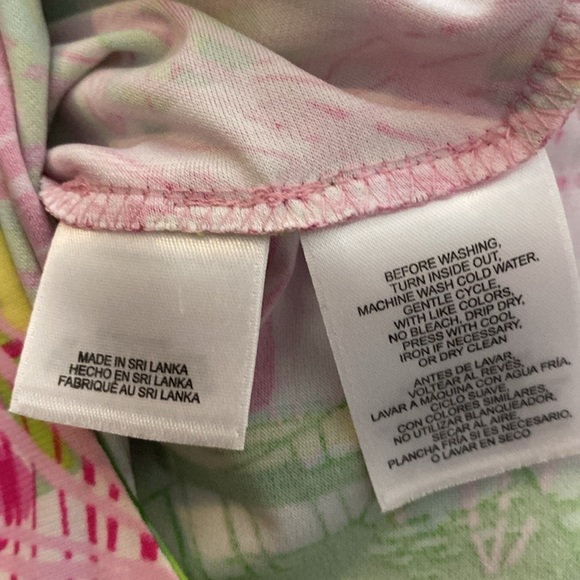 MADE IN SRI LANKA
HECHO EN SRI LANKA
FABRIQUÉ AU SRI LANKA
BEFORE WASHING,
TURN INSIDE OUT,
MACHINE WASH COLD WATER.
GENTLE CYCLE,
WITH LIKE COLORS,
NO BLEACH, DRIP DRY,
PRESS WITH COOL
IRON IF NECESSARY,
OR DRY CLEAN
ANTES DE LAVAR,
VOLTEAR AL REVÉS,
LAVAR A MÁQUINA CON AGUA FRÍA.
CICLO SUAVE,
CON COLORES SIMILARES,
NO UTILIZAR BLANQUEADOR,
SECAR AL AIRE,
PLANCHA FRÍA SI ES NECESARIO,
O LAVAR EN SECO